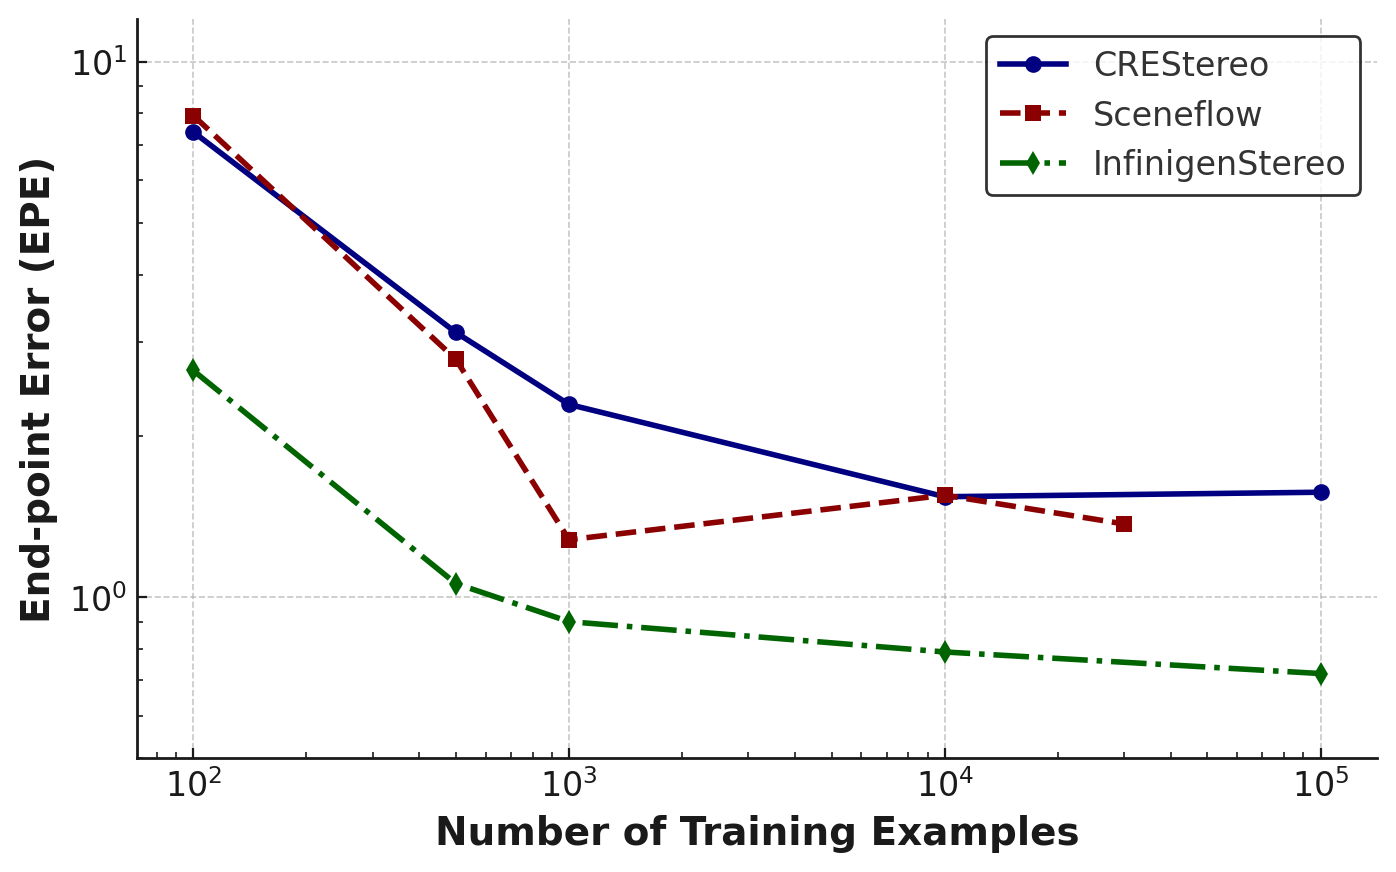 10¹
10⁰
End-point Error (EPE)
CREStereo
Sceneflow
InfinigenStereo
10² 10³ 10⁴ 10⁵
Number of Training Examples